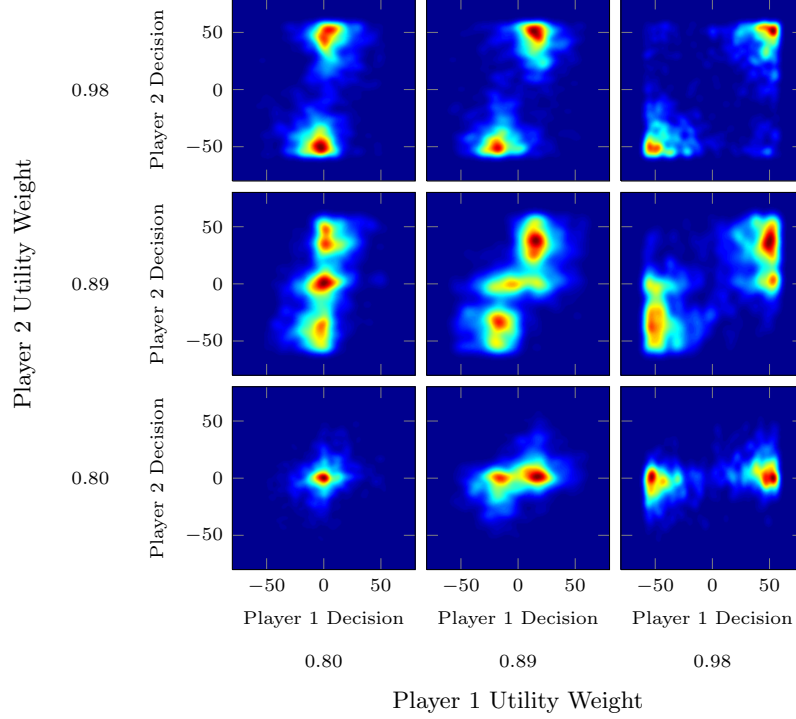 Player 2 Utility Weight
0.98
Player 2 Decision
50
0
−50
0.89
Player 2 Decision
50
0
−50
0.80
Player 2 Decision
50
0
−50
−50 0 50 −50 0 50 −50 0 50
Player 1 Decision Player 1 Decision Player 1 Decision
0.80 0.89 0.98
Player 1 Utility Weight